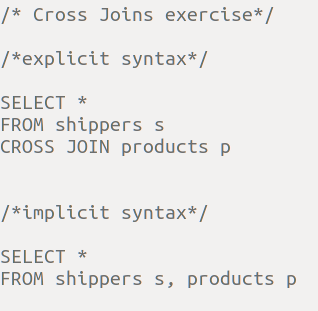 /* Cross Joins exercise*/
/*explicit syntax*/
SELECT *
FROM shippers s
CROSS JOIN products p
/*implicit syntax*/
SELECT *
FROM shippers s, products p